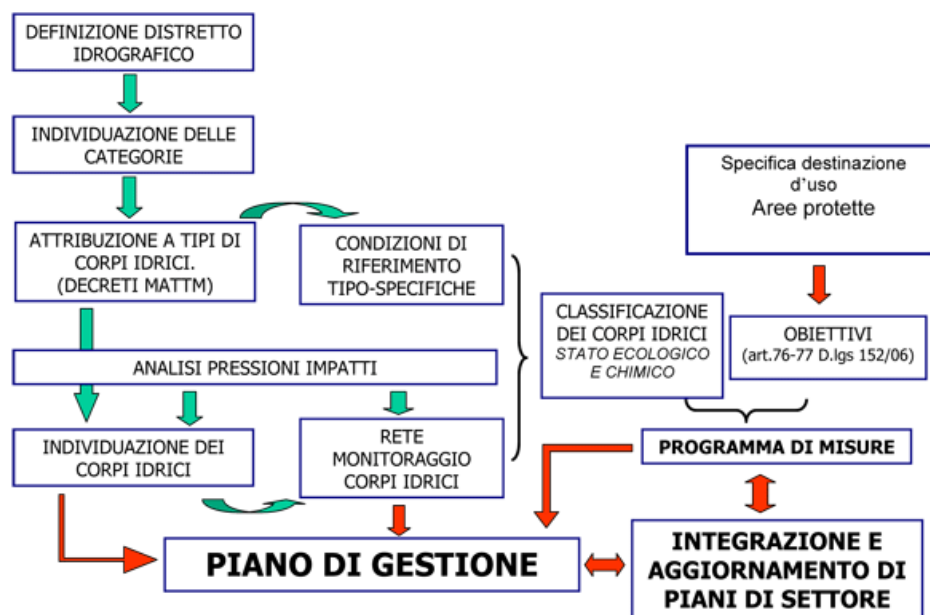 DEFINIZIONE DISTRETTO
IDROGRAFICO
INDIVIDUAZIONE DELLE
CATEGORIE
ATTRIBUZIONE A TIPI DI
CORPI IDRICI.
(DECRETI MATTM)
CONDIZIONI DI
RIFERIMENTO
TIPO-SPECIFICHE
ANALISI PRESSIONI IMPATTI
INDIVIDUAZIONE DEI
CORPI IDRICI
RETE
MONITORAGGIO
CORPI IDRICI
CLASSIFICAZIONE
DEI CORPI IDRICI
STATO ECOLOGICO
E CHIMICO
Specifica destinazione
d'uso
Aree protette
OBIETTIVI
(art.76-77 D.lgs 152/06)
PROGRAMMA DI MISURE
PIANO DI GESTIONE
INTEGRAZIONE E
AGGIORNAMENTO DI
PIANI DI SETTORE